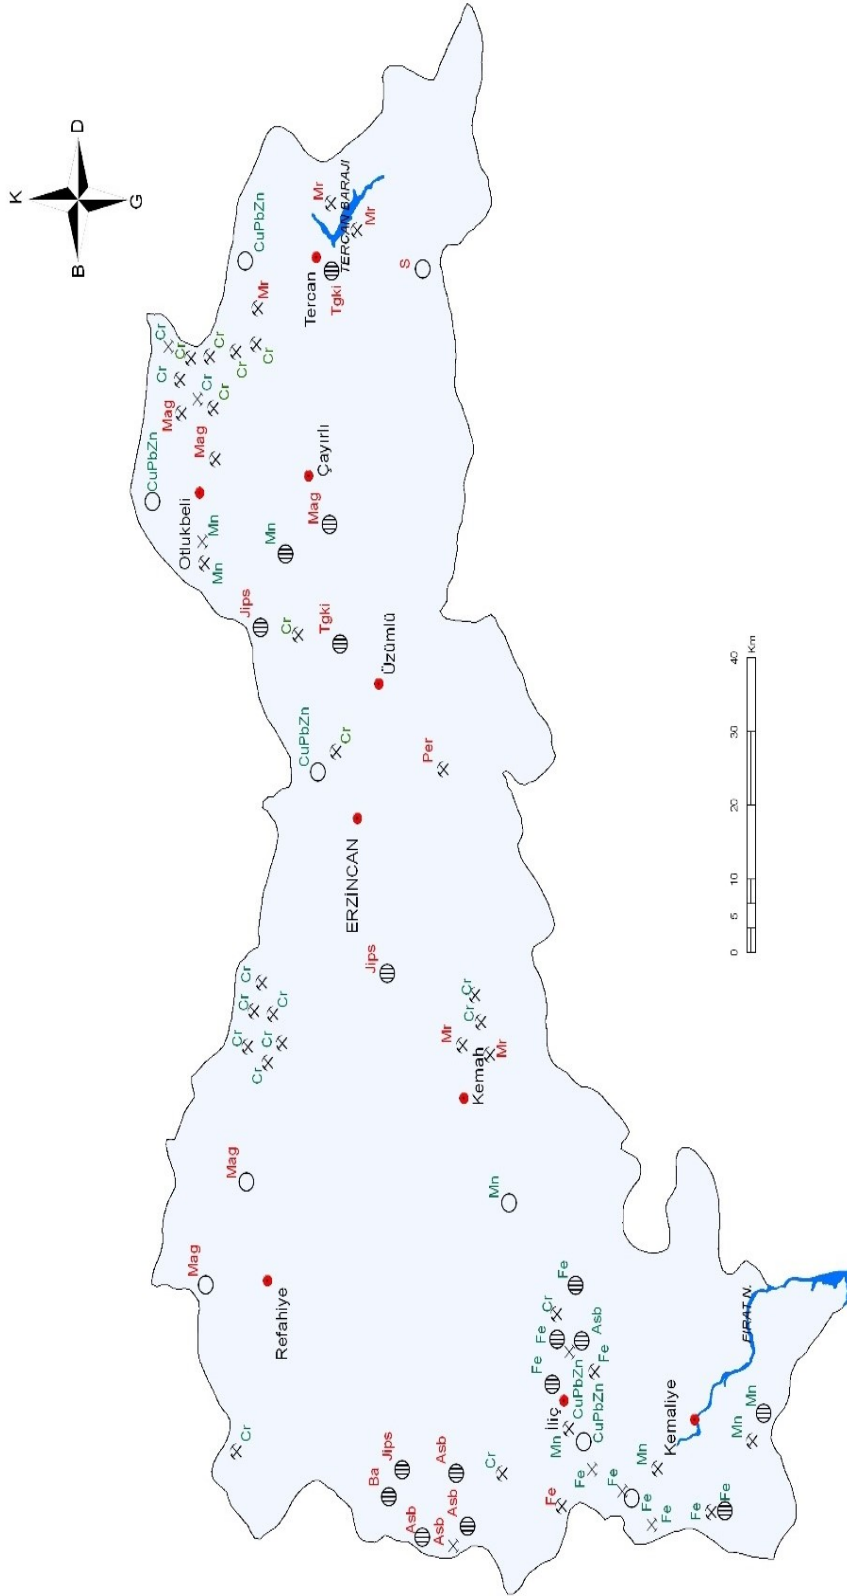 K
B D
G
CuPbZn
Cr
Cr
Mag
Cr
Otlukbeli
Mag
Mag
Cr
Mn
Cr
Mn
Cr
Mag
Cr
Cr
Cr
Cr
Jips
Cr
CuPbZn
Cr
Mr
Cr
Cr
Mn
Cr
Refahiye
Cr
CuPbZn
Tercan
Mag
Mr
Çayırlı
Tgki
Tgki
TERCAN BARAJI
Cr
ERZİNCAN
Mr
Jips
Ba
Jips
Üzümlü
S
Asb
Per
Asb
Asb
Mr
Asb
Cr
Cr
Kemah
Cr
Mn
Mr
Fe
Fe
Fe
Cr
İliç
Mn
Fe
CuPbZn
Fe
Asb
CuPbZn
Fe
Fe
Mn
Fe
Fe
Kemaliye
Fe
Fe
Mn
FIRAT N.
Mn
0 5 10 20 30 40
Km